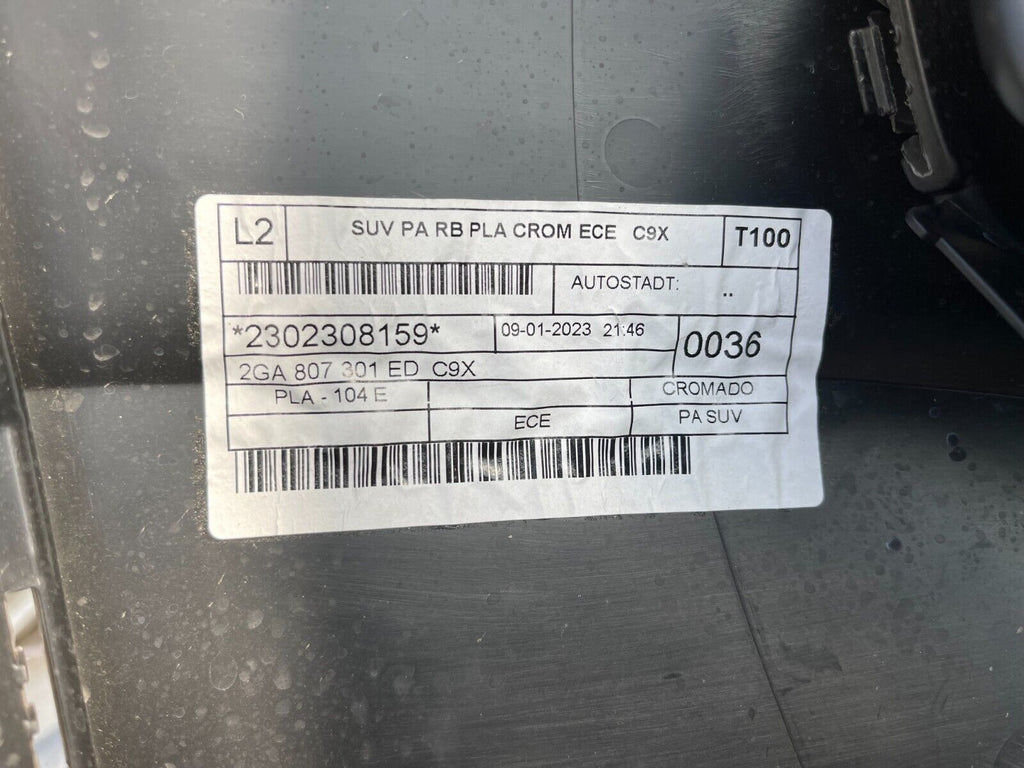 L2 SUV PA RB PLA CROM ECE C9X T100
AUTOSTADT: ..
*2302308159* 09-01-2023 21:46 0036
2GA 807 301 ED C9X
PLA - 104 E CROMADO
ECE PA SUV